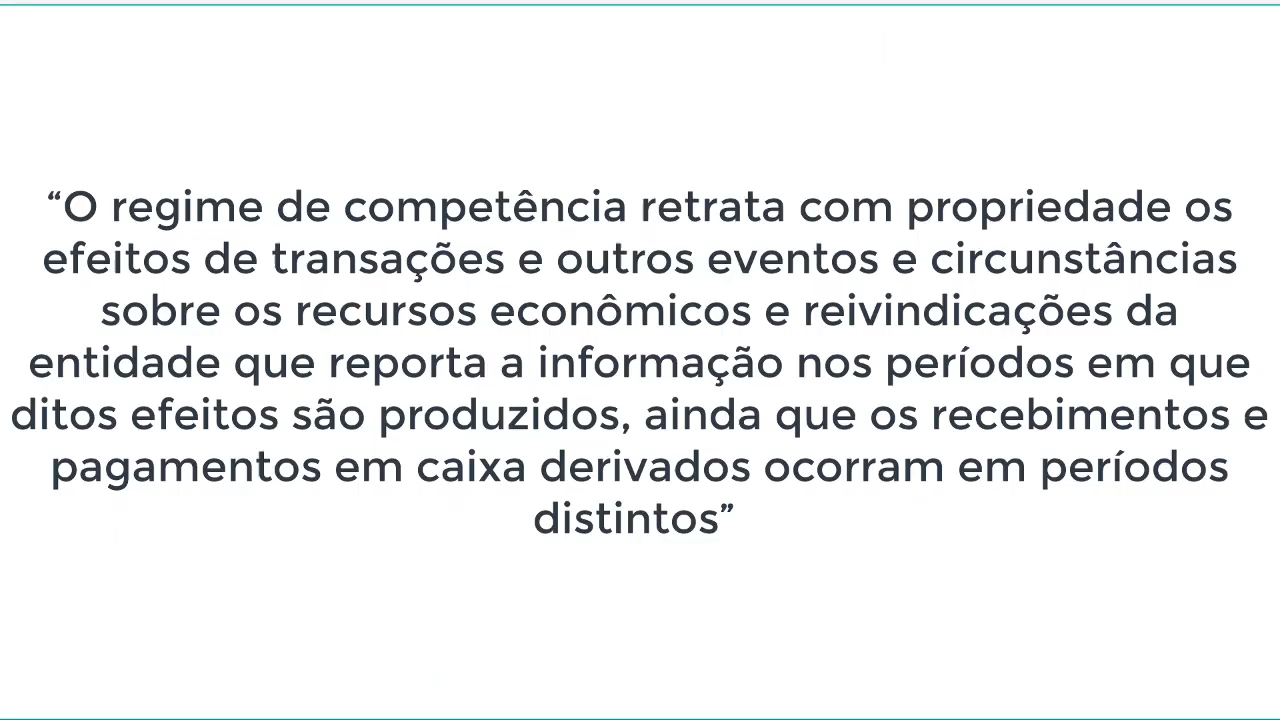 “O regime de competência retrata com propriedade os
efeitos de transações e outros eventos e circunstâncias
sobre os recursos econômicos e reivindicações da
entidade que reporta a informação nos períodos em que
ditos efeitos são produzidos, ainda que os recebimentos e
pagamentos em caixa derivados ocorram em períodos
distintos”